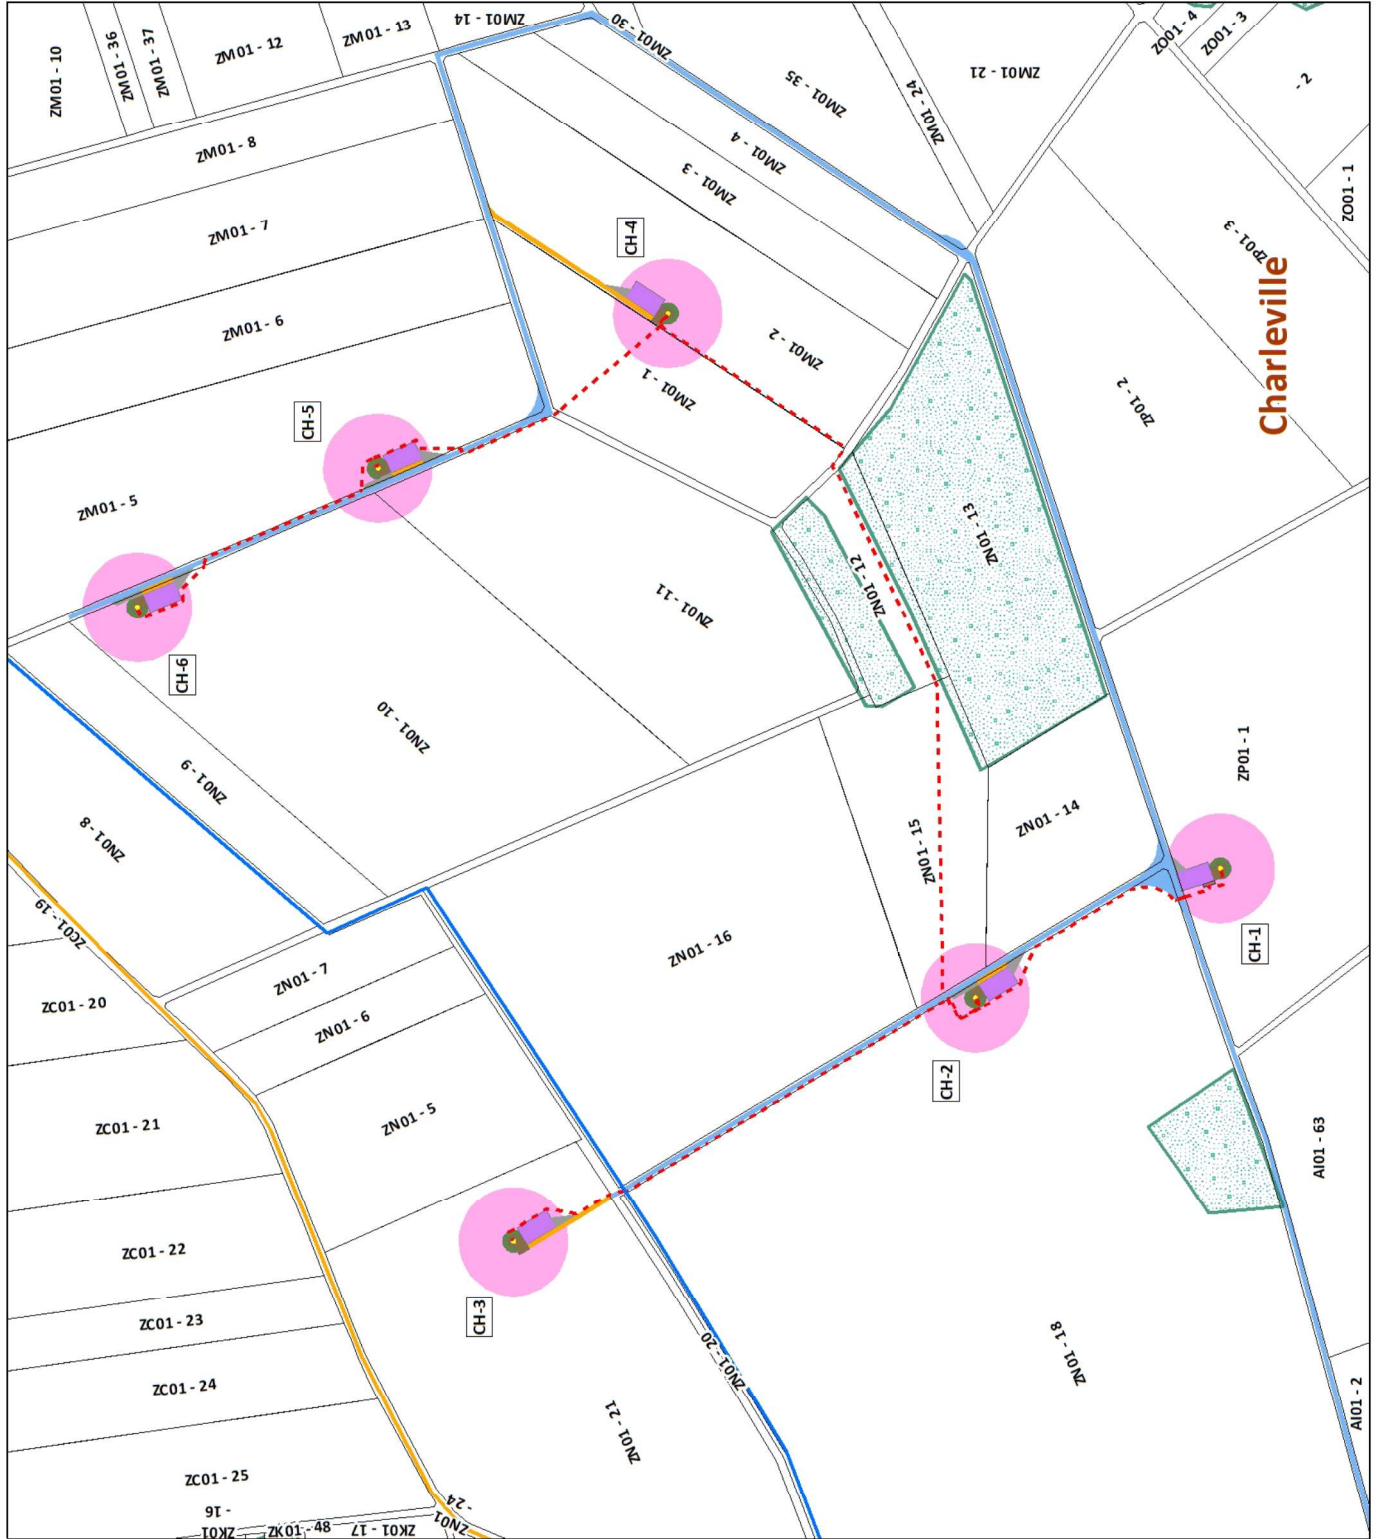 ZM01 - 10
ZM01 - 36
ZM01 - 37
ZM01 - 12
ZM01 - 13
ZM01 - 14
ZM01 - 30
ZM01 - 35
ZM01 - 24
ZM01 - 21
ZO01 - 4
ZO01 - 3
- 2
ZO01 - 1
ZM01 - 8
ZM01 - 7
ZM01 - 6
ZM01 - 5
ZM01 - 4
ZM01 - 3
ZM01 - 2
ZM01 - 1
CH-4
CH-5
CH-6
ZP01 - 3
Charleville
ZP01 - 2
ZN01 - 13
ZN01 - 12
ZN01 - 11
ZN01 - 10
ZN01 - 9
ZN01 - 8
ZP01 - 1
ZN01 - 14
ZN01 - 15
ZN01 - 16
CH-1
CH-2
ZC01 - 19
ZC01 - 20
ZN01 - 7
ZN01 - 6
ZN01 - 5
ZC01 - 21
ZC01 - 22
ZC01 - 23
ZC01 - 24
ZC01 - 25
CH-3
AI01 - 63
ZN01 - 20
ZN01 - 18
ZN01 - 21
AI01 - 2
ZK01
- 16
ZK01 - 48
ZK01 - 17
ZN01
- 24